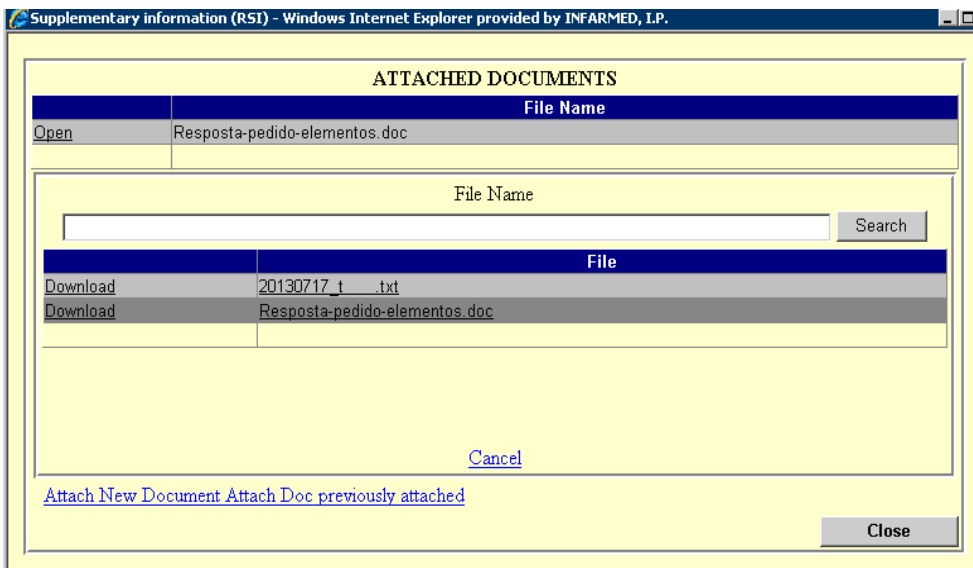 Supplementary information (RSI) - Windows Internet Explorer provided by INFARMED, I.P.
ATTACHED DOCUMENTS
File Name
Open Resposta-pedido-elementos.doc
File Name
Search
File
Download 20130717_t___.txt
Download Resposta-pedido-elementos.doc
Cancel
Attach New Document Attach Doc previously attached
Close